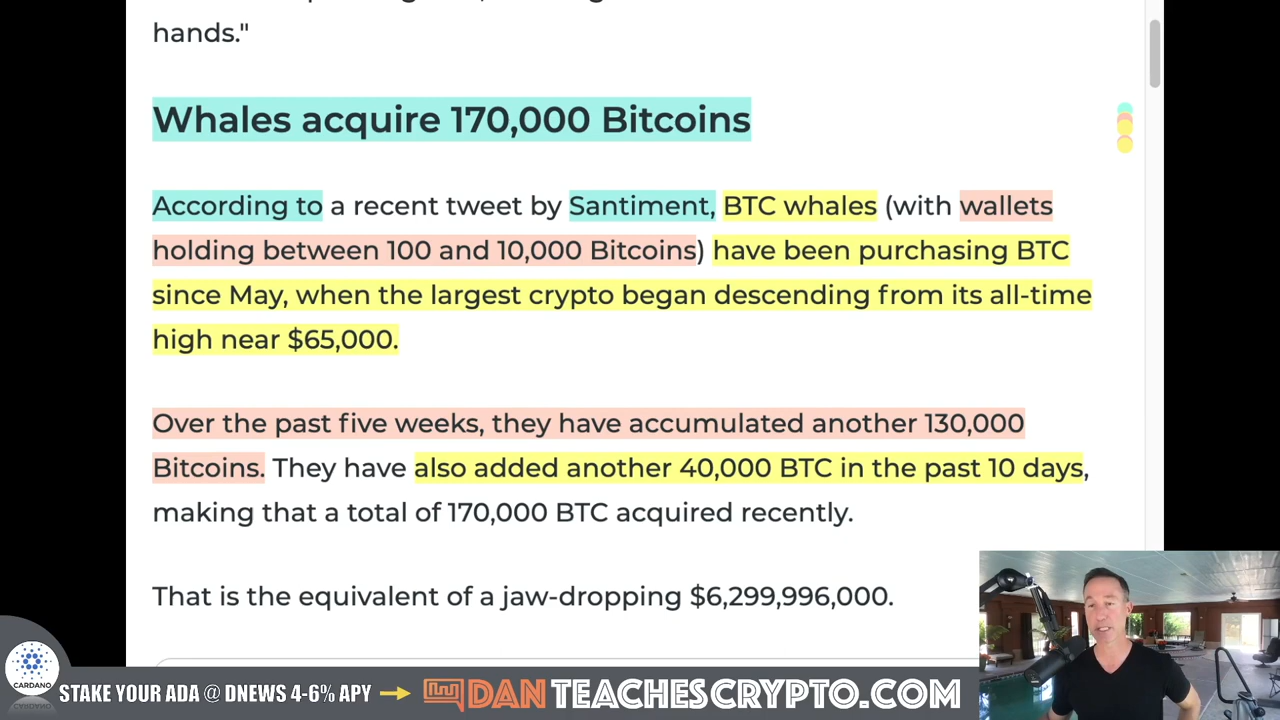 hands."
Whales acquire 170,000 Bitcoins
According to a recent tweet by Santiment, BTC whales (with wallets
holding between 100 and 10,000 Bitcoins) have been purchasing BTC
since May, when the largest crypto began descending from its all-time
high near $65,000.
Over the past five weeks, they have accumulated another 130,000
Bitcoins. They have also added another 40,000 BTC in the past 10 days,
making that a total of 170,000 BTC acquired recently.
That is the equivalent of a jaw-dropping $6,299,996,000.
CARDANO
STAKE YOUR ADA @ DNEWS 4-6% APY
DANTEACHESCRYPTO.COM